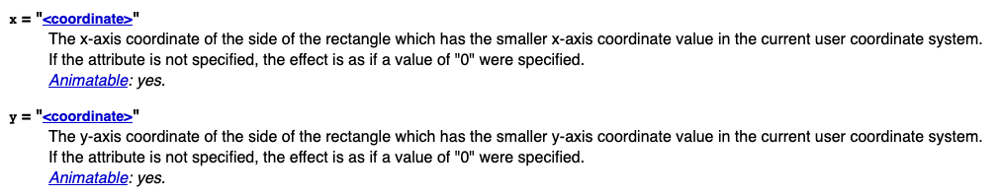 x = "<coordinate>"
The x-axis coordinate of the side of the rectangle which has the smaller x-axis coordinate value in the current user coordinate system.
If the attribute is not specified, the effect is as if a value of "0" were specified.
Animatable: yes.
y = "<coordinate>"
The y-axis coordinate of the side of the rectangle which has the smaller y-axis coordinate value in the current user coordinate system.
If the attribute is not specified, the effect is as if a value of "0" were specified.
Animatable: yes.